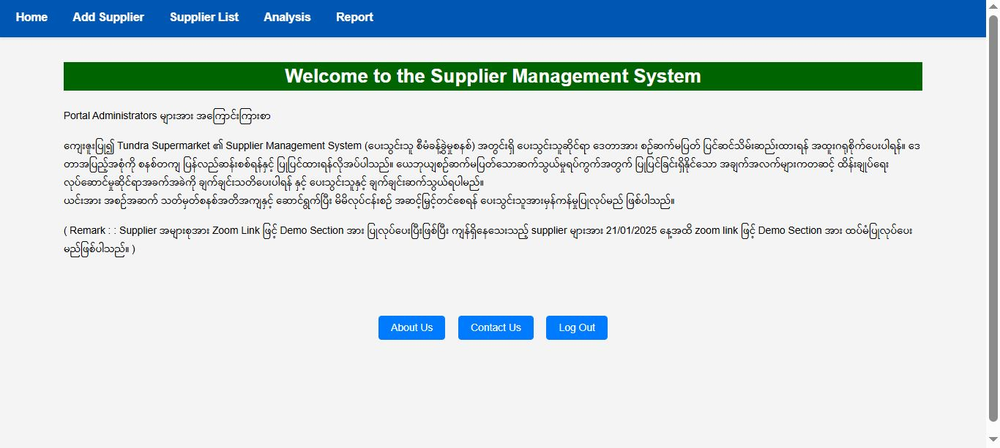 Home
Add Supplier
Supplier List
Analysis
Report
Welcome to the Supplier Management System
Portal Administrators များအား အကြောင်းကြားစာ
ကျေးဇူးပြု၍ Tundra Supermarket ၏ Supplier Management System (ပေးသွင်းသူ စီမံခန့်ခွဲမှုစနစ်) အတွင်းရှိ ပေးသွင်းသူဆိုင်ရာ ဒေတာအား စဉ်ဆက်မပြတ် ပြင်ဆင်သိမ်းဆည်းထားရန် အထူးဂရုစိုက်ပေးပါရန်။ ဒေ
တာအပြည့်အစုံကို စနစ်တကျ ပြန်လည်ဆန်းစစ်ရန်နှင့် ပြုပြင်ထားရန်လိုအပ်ပါသည်။ ယေဘုယျစဉ်ဆက်မပြတ်သောဆက်သွယ်မှုရပ်ကွက်အတွက် ပြုပြင်ခြင်းရှိနိုင်သော အချက်အလက်များကတဆင့် ထိန်းချုပ်ရေး
လုပ်ဆောင်မှုဆိုင်ရာအခက်အခဲကို ချက်ချင်းသတိပေးပါရန် နှင့် ပေးသွင်းသူနှင့် ချက်ချင်းဆက်သွယ်ရပါမည်။
ယင်းအား အစဉ်အဆက် သတ်မှတ်စနစ်အတိအကျနှင့် ဆောင်ရွက်ပြီး မိမိလုပ်ငန်းစဉ် အဆင့်မြှင့်တင်စေရန် ပေးသွင်းသူအားမှန်ကန်မှုပြုလုပ်မည် ဖြစ်ပါသည်။
( Remark : : Supplier အများစုအား Zoom Link ဖြင့် Demo Section အား ပြုလုပ်ပေးပြီးဖြစ်ပြီး ကျန်ရှိနေသေးသည့် supplier များအား 21/01/2025 နေ့အထိ zoom link ဖြင့် Demo Section အား ထပ်မံပြုလုပ်ပေး
မည်ဖြစ်ပါသည်။ )
About Us
Contact Us
Log Out